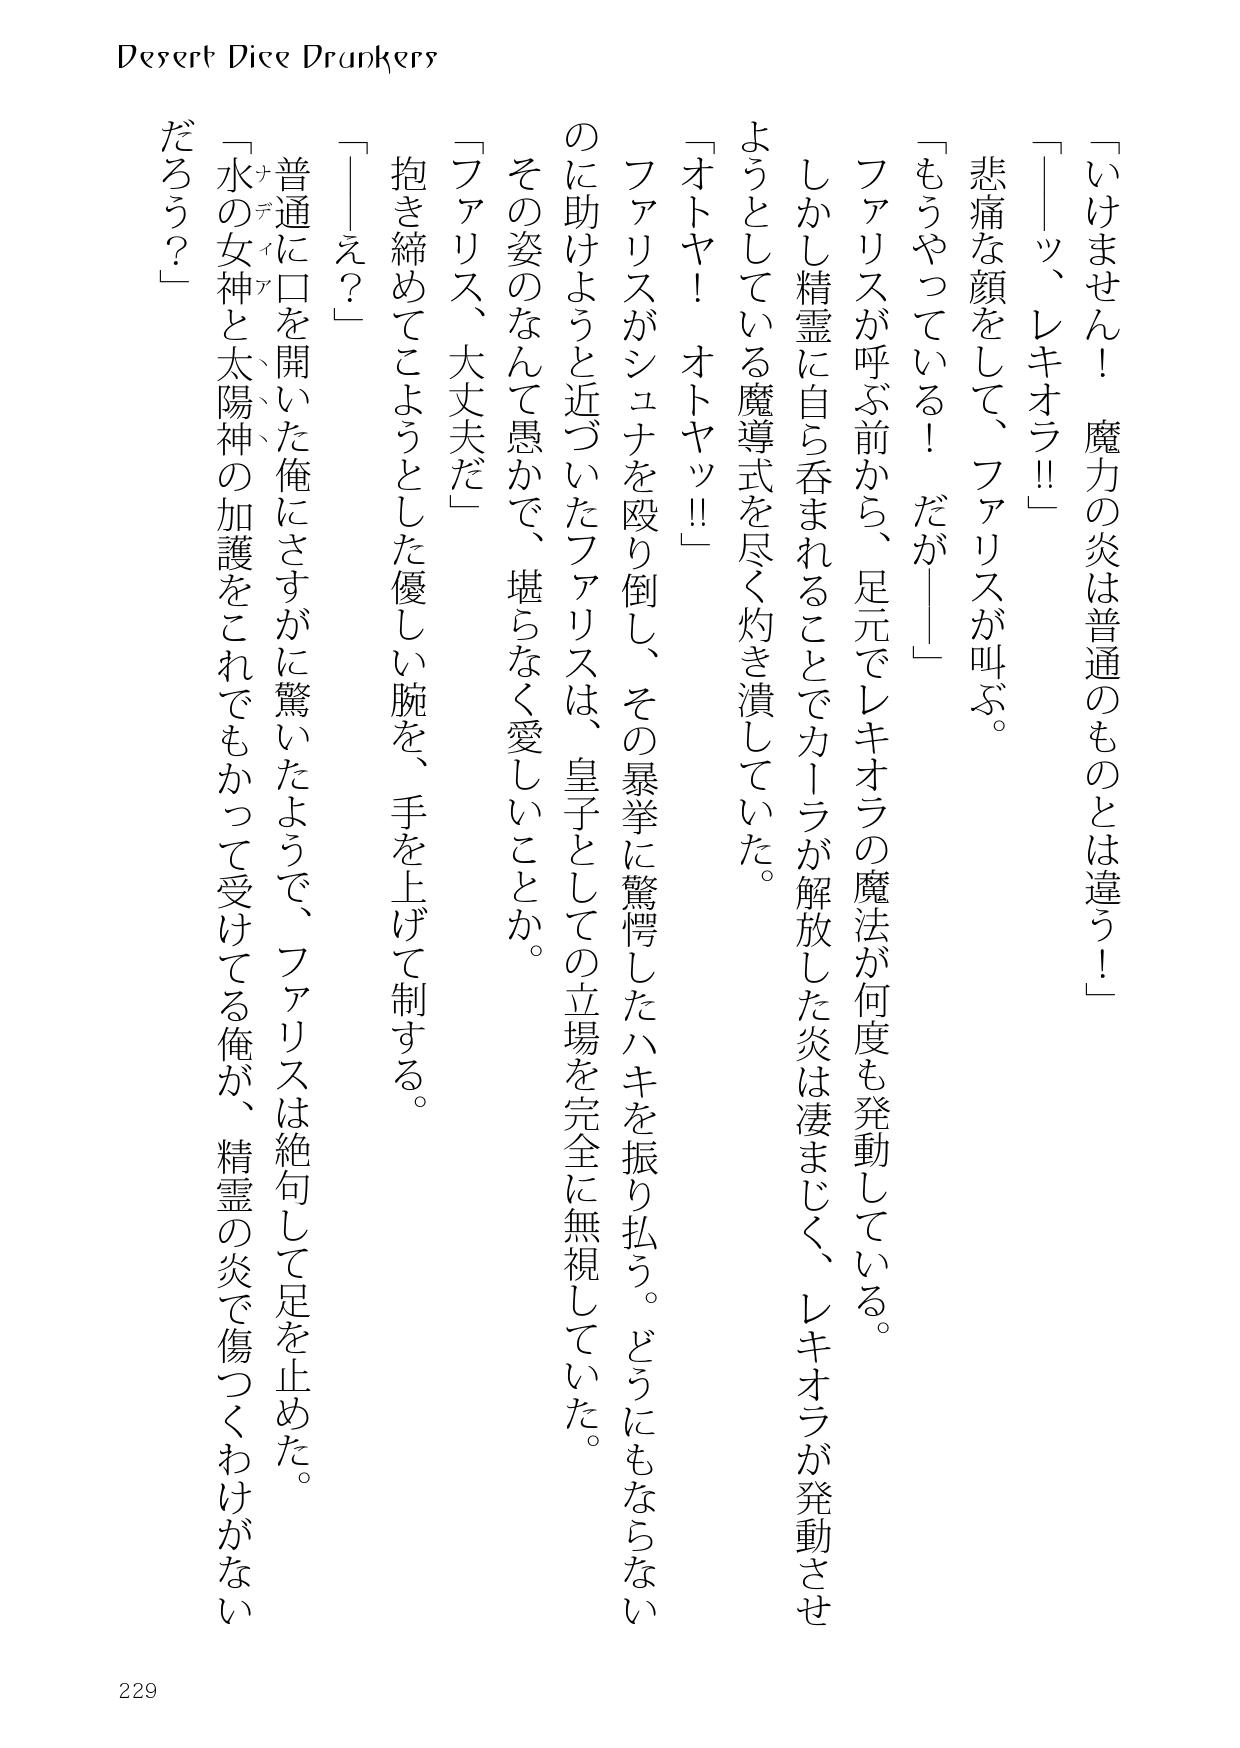 Desert Dice Drunkers
「いけません！　魔力の炎は普通のものとは違う！」
「――ッ、レキオラ!!」
　悲痛な顔をして、ファリスが叫ぶ。
「もうやっている！　だが――」
　ファリスが呼ぶ前から、足元でレキオラの魔法が何度も発動している。
　しかし精霊に自ら呑まれることでカーラが解放した炎は凄まじく、レキオラが発動させ
ようとしている魔導式を尽く灼き潰していた。
「オトヤ！　オトヤッ!!」
　ファリスがシュナを殴り倒し、その暴挙に驚愕したハキを振り払う。どうにもならない
のに助けようと近づいたファリスは、皇子としての立場を完全に無視していた。
　その姿のなんて愚かで、堪らなく愛しいことか。
「ファリス、大丈夫だ」
　抱き締めてこようとした優しい腕を、手を上げて制する。
「――え？」
　普通に口を開いた俺にさすがに驚いたようで、ファリスは絶句して足を止めた。
ナディア
「水の女神と太陽神の加護をこれでもかって受けてる俺が、精霊の炎で傷つくわけがない
だろう？」
229